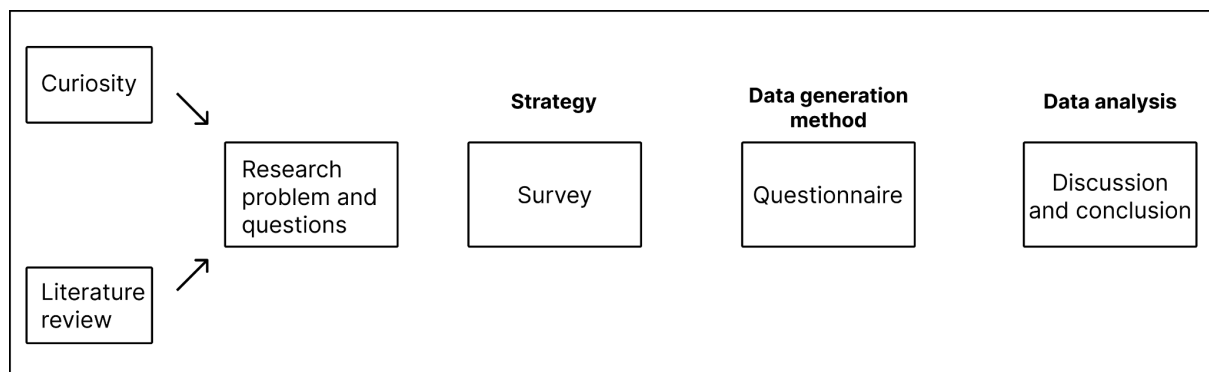 Curiosity
Literature
review
Research
problem and
questions
Strategy
Survey
Data generation
method
Questionnaire
Data analysis
Discussion
and conclusion